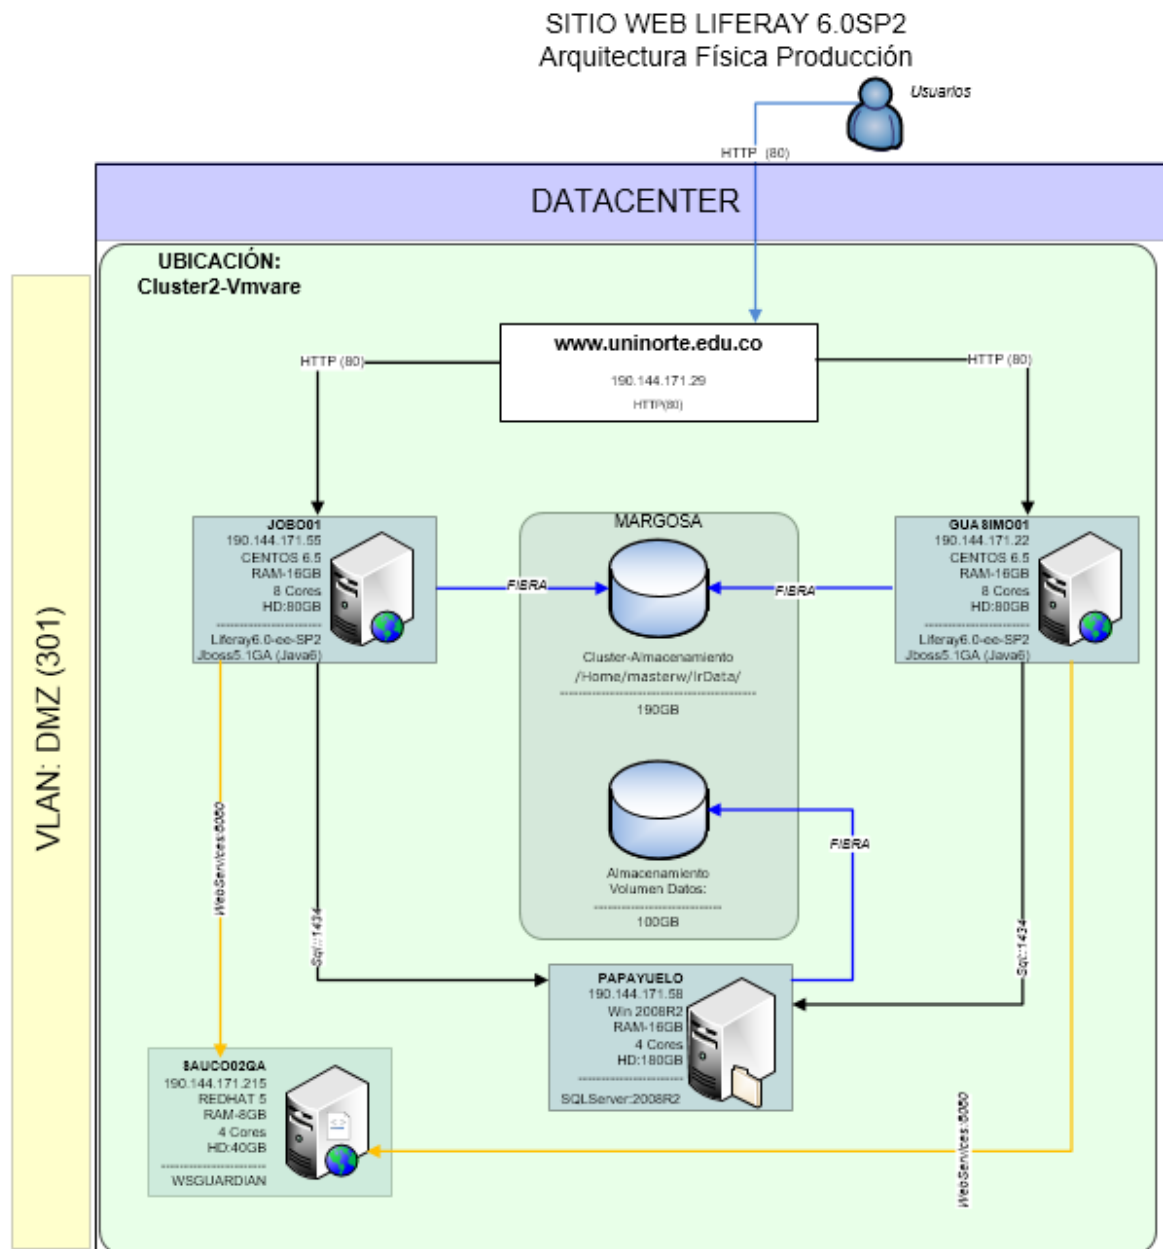 SITIO WEB LIFERAY 6.0SP2
Arquitectura Física Producción
Usuarios
HTTP (80)
DATACENTER
UBICACIÓN:
Cluster2-Vmvare
VLAN: DMZ (301)
www.uninorte.edu.co
190.144.171.29
HTTP(80)
HTTP (80)
HTTP (80)
JOBO01
190.144.171.55
CENTOS 6.5
RAM-16GB
8 Cores
HD:80GB
Liferay6.0-ee-SP2
Jboss5.1GA (Java6)
FIBRA
MARGOSA
Cluster-Almacenamiento
/Home/masterw/lrData/
190GB
Almacenamiento
Volumen Datos:
100GB
FIBRA
GUASIMO01
190.144.171.22
CENTOS 6.5
RAM-16GB
8 Cores
HD:80GB
Liferay6.0-ee-SP2
Jboss5.1GA (Java6)
FIBRA
WebServices:6060
Sql::1434
Sql::1434
PAPAYUELO
190.144.171.58
Win 2008R2
RAM-16GB
4 Cores
HD:180GB
SQLServer:2008R2
SAUCO02QA
190.144.171.215
REDHAT 5
RAM-8GB
4 Cores
HD:40GB
WSGUARDIAN
WebServices:6060